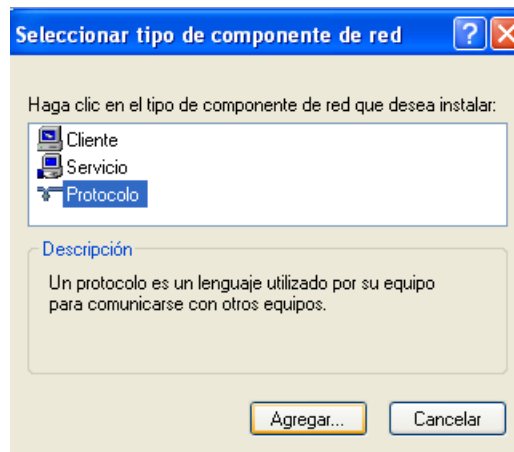 Seleccionar tipo de componente de red
Haga clic en el tipo de componente de red que desea instalar:
Cliente
Servicio
Protocolo
Descripción
Un protocolo es un lenguaje utilizado por su equipo
para comunicarse con otros equipos.
Agregar... Cancelar